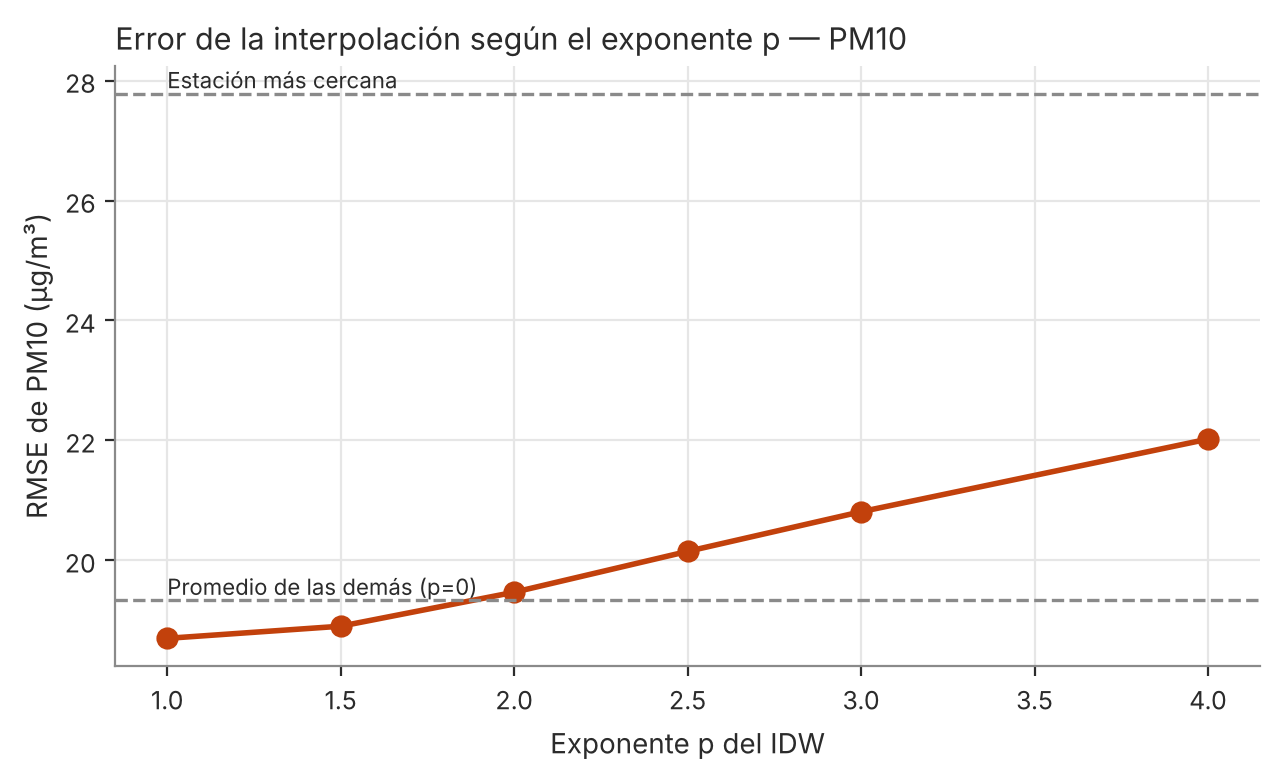 Error de la interpolación según el exponente p — PM10
Estación más cercana
28
26
24
22
20
RMSE de PM10 (µg/m³)
Promedio de las demás (p=0)
1.0
1.5
2.0
2.5
3.0
3.5
4.0
Exponente p del IDW